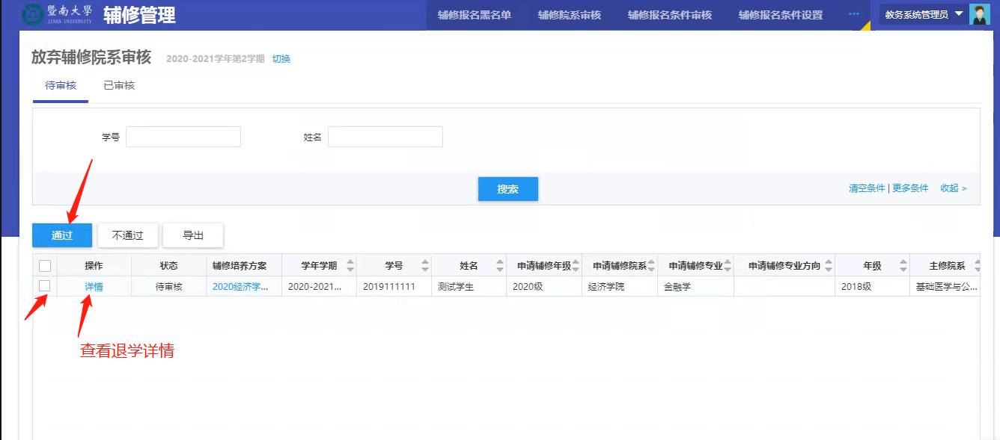 暨南大學 辅修管理 辅修报名黑名单 辅修院系审核 辅修报名条件审核 辅修报名条件设置 ... 教务系统管理员
JINAN UNIVERSITY
放弃辅修院系审核 2020-2021学年第2学期 切换
待审核 已审核
学号 姓名
搜索 清空条件 | 更多条件 收起 >
通过 不通过 导出
操作 状态 辅修培养方案 学年学期 学号 姓名 申请辅修年级 申请辅修院系 申请辅修专业 申请辅修专业方向 年级 主修院系
详情 待审核 2020经济学... 2020-2021... 2019111111 测试学生 2020级 经济学院 金融学 2018级 基础医学与公...
查看退学详情